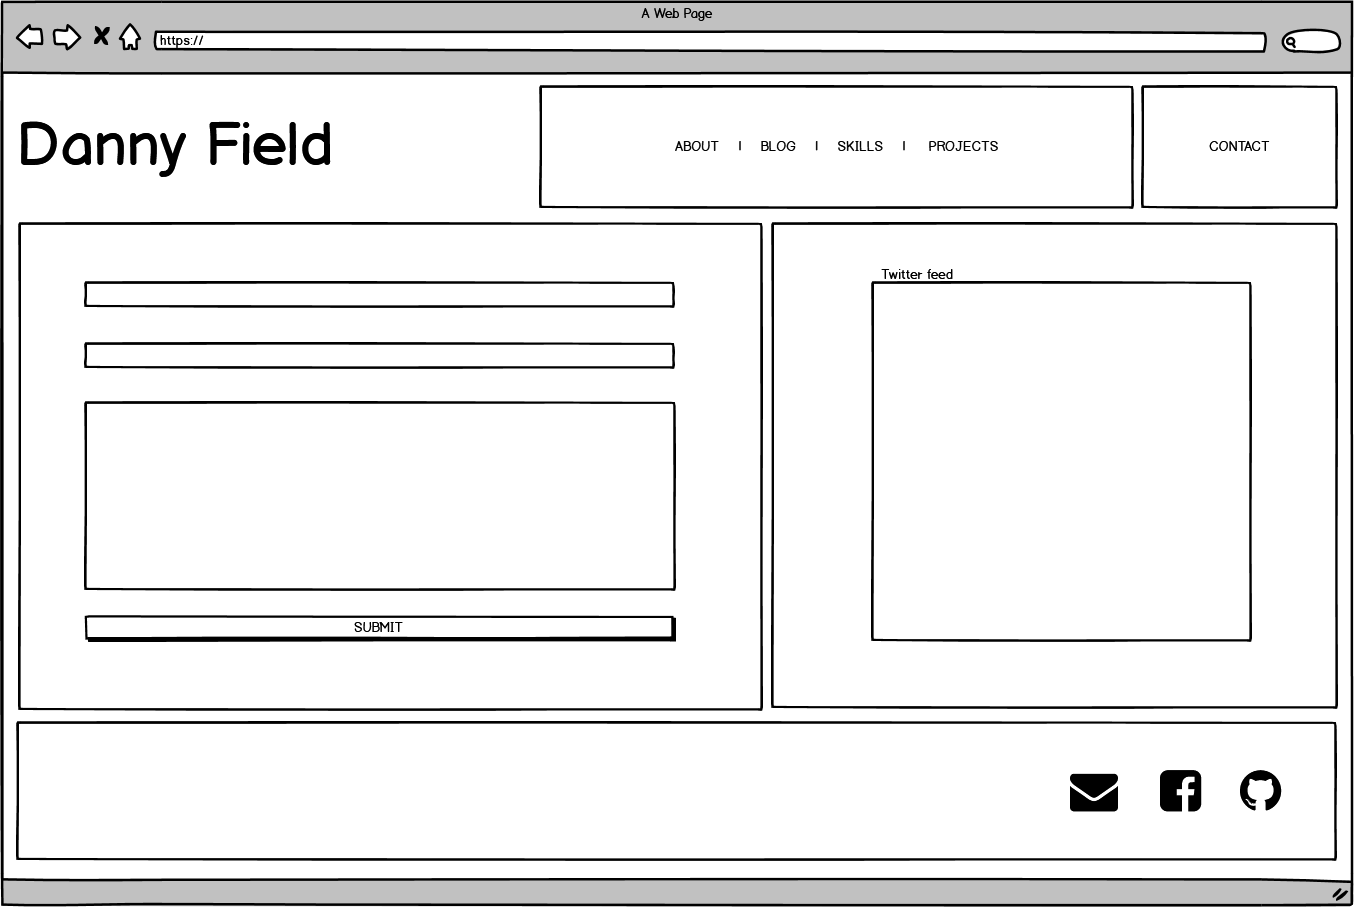 A Web Page
https://
Danny Field
ABOUT | BLOG | SKILLS | PROJECTS
CONTACT
Twitter feed
SUBMIT